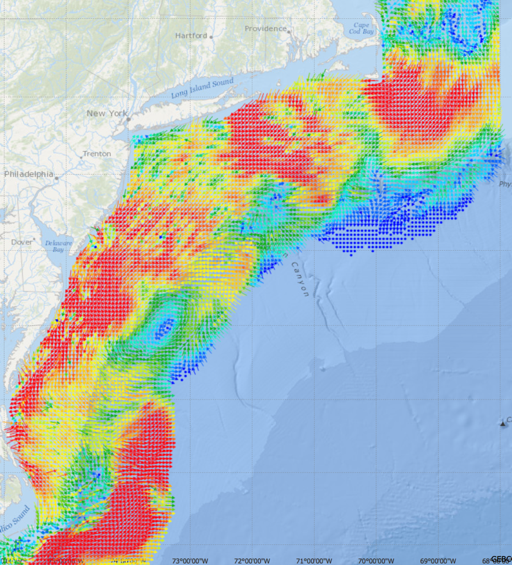 Cape
Cod Bay
Hartford
Providence
Long Island Sound
New York
Trenton
Philadelphia
Dover
Delaware
Bay
Canyon
73°00'00"W
72°00'00"W
71°00'00"W
70°00'00"W
69°00'00"W